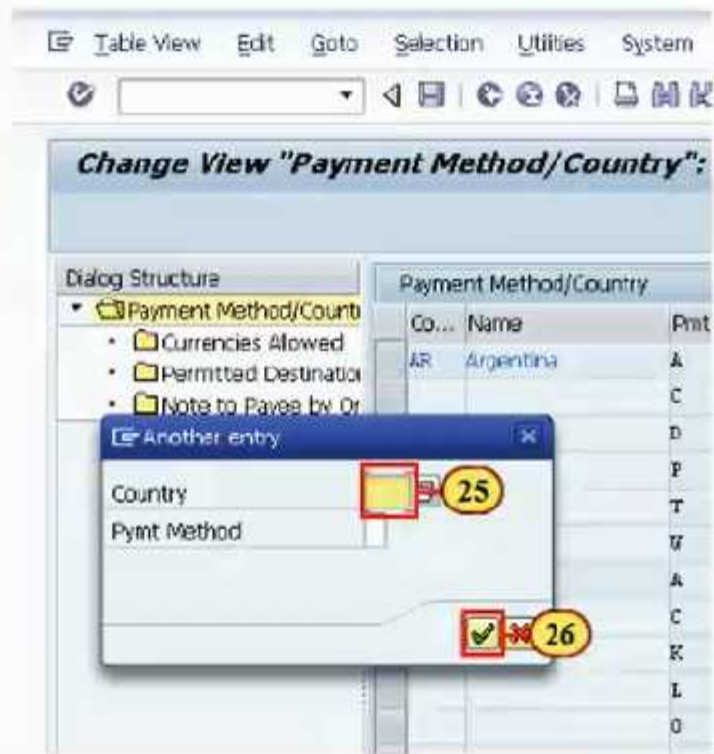 Table View Edit Goto Selection Utilities System
Change View "Payment Method/Country":
Dialog Structure
Payment Method/Countr
Currencies Allowed
Permitted Destination
Note to Payee by Or
Payment Method/Country
Co... Name Pmt
AR Argentina A
C
D
P
T
U
A
C
K
L
O
Another entry
Country 25
Pymt Method
26